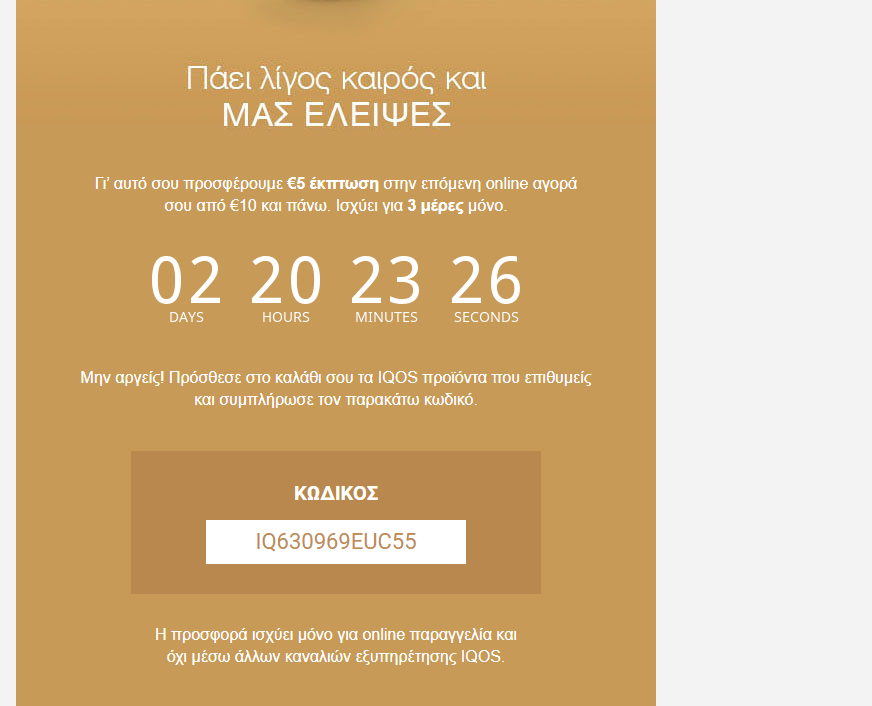 Πάει λίγος καιρός και
ΜΑΣ ΕΛΕΙΨΕΣ
Γι' αυτό σου προσφέρουμε €5 έκπτωση στην επόμενη online αγορά
σου από €10 και πάνω. Ισχύει για 3 μέρες μόνο.
02 20 23 26
DAYS HOURS MINUTES SECONDS
Μην αργείς! Πρόσθεσε στο καλάθι σου τα IQOS προϊόντα που επιθυμείς
και συμπλήρωσε τον παρακάτω κωδικό.
ΚΩΔΙΚΟΣ
IQ630969EUC55
Η προσφορά ισχύει μόνο για online παραγγελία και
όχι μέσω άλλων καναλιών εξυπηρέτησης IQOS.